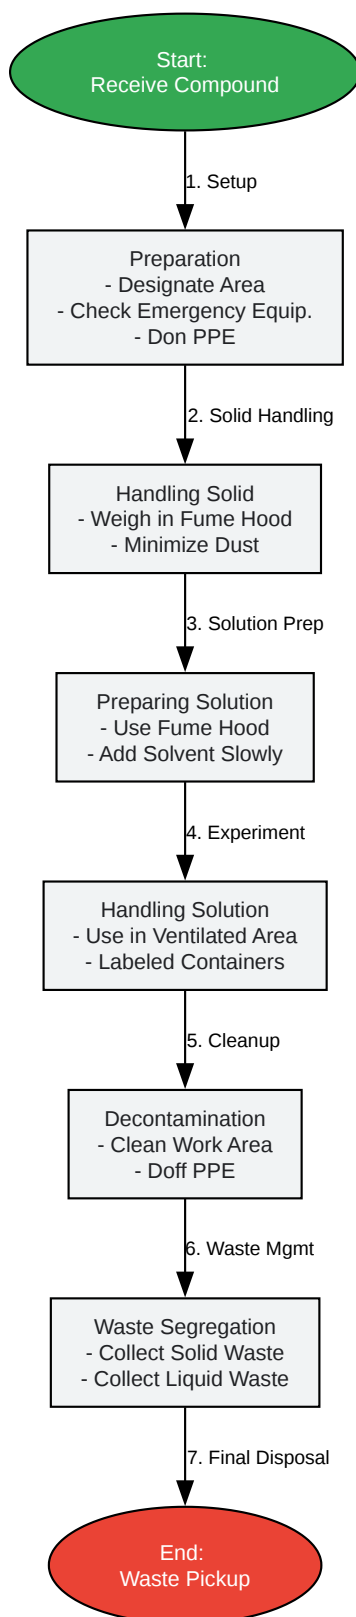 Start:
Receive Compound
1. Setup
Preparation
- Designate Area
- Check Emergency Equip.
- Don PPE
2. Solid Handling
Handling Solid
- Weigh in Fume Hood
- Minimize Dust
3. Solution Prep
Preparing Solution
- Use Fume Hood
- Add Solvent Slowly
4. Experiment
Handling Solution
- Use in Ventilated Area
- Labeled Containers
5. Cleanup
Decontamination
- Clean Work Area
- Doff PPE
6. Waste Mgmt
Waste Segregation
- Collect Solid Waste
- Collect Liquid Waste
7. Final Disposal
End:
Waste Pickup